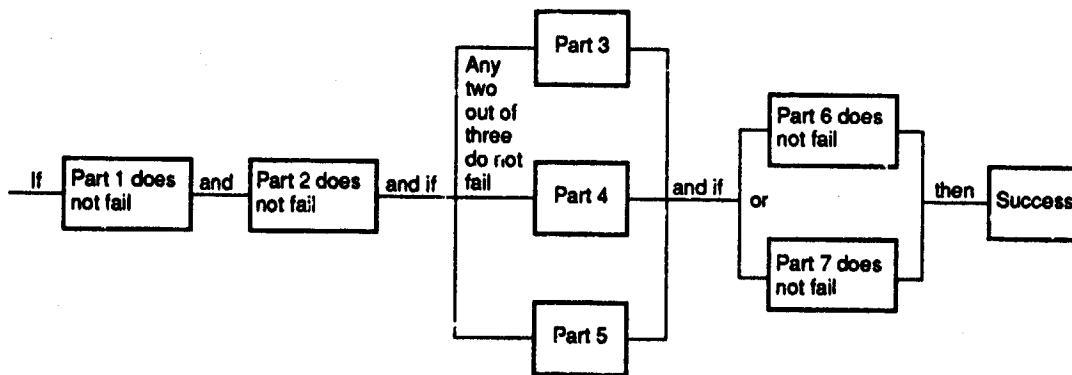 If
Part 1 does
not fail
and
Part 2 does
not fail
and if
Any
two
out of
three
do not
fail
Part 3
Part 4
Part 5
and if
or
Part 6 does
not fail
Part 7 does
not fail
then
Success